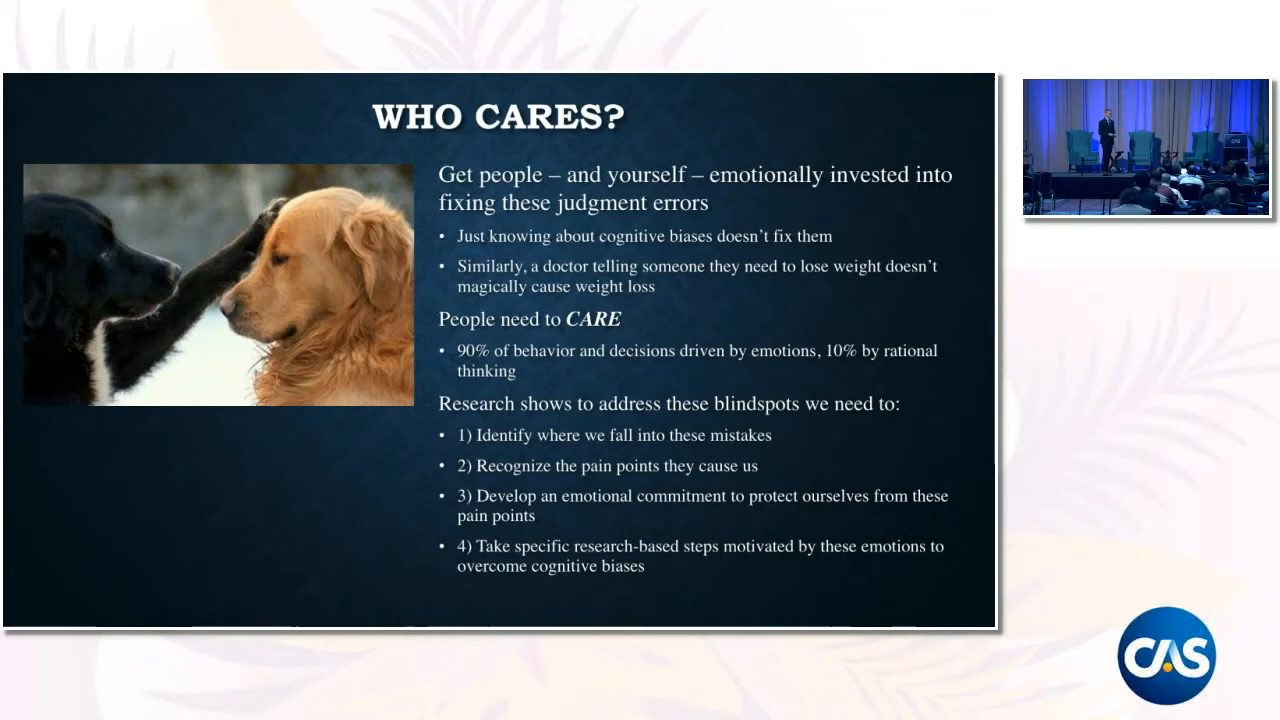 WHO CARES?
Get people – and yourself – emotionally invested into
fixing these judgment errors
• Just knowing about cognitive biases doesn’t fix them
• Similarly, a doctor telling someone they need to lose weight doesn’t
magically cause weight loss
People need to CARE
• 90% of behavior and decisions driven by emotions, 10% by rational
thinking
Research shows to address these blindspots we need to:
• 1) Identify where we fall into these mistakes
• 2) Recognize the pain points they cause us
• 3) Develop an emotional commitment to protect ourselves from these
pain points
• 4) Take specific research-based steps motivated by these emotions to
overcome cognitive biases
CAS
CAS